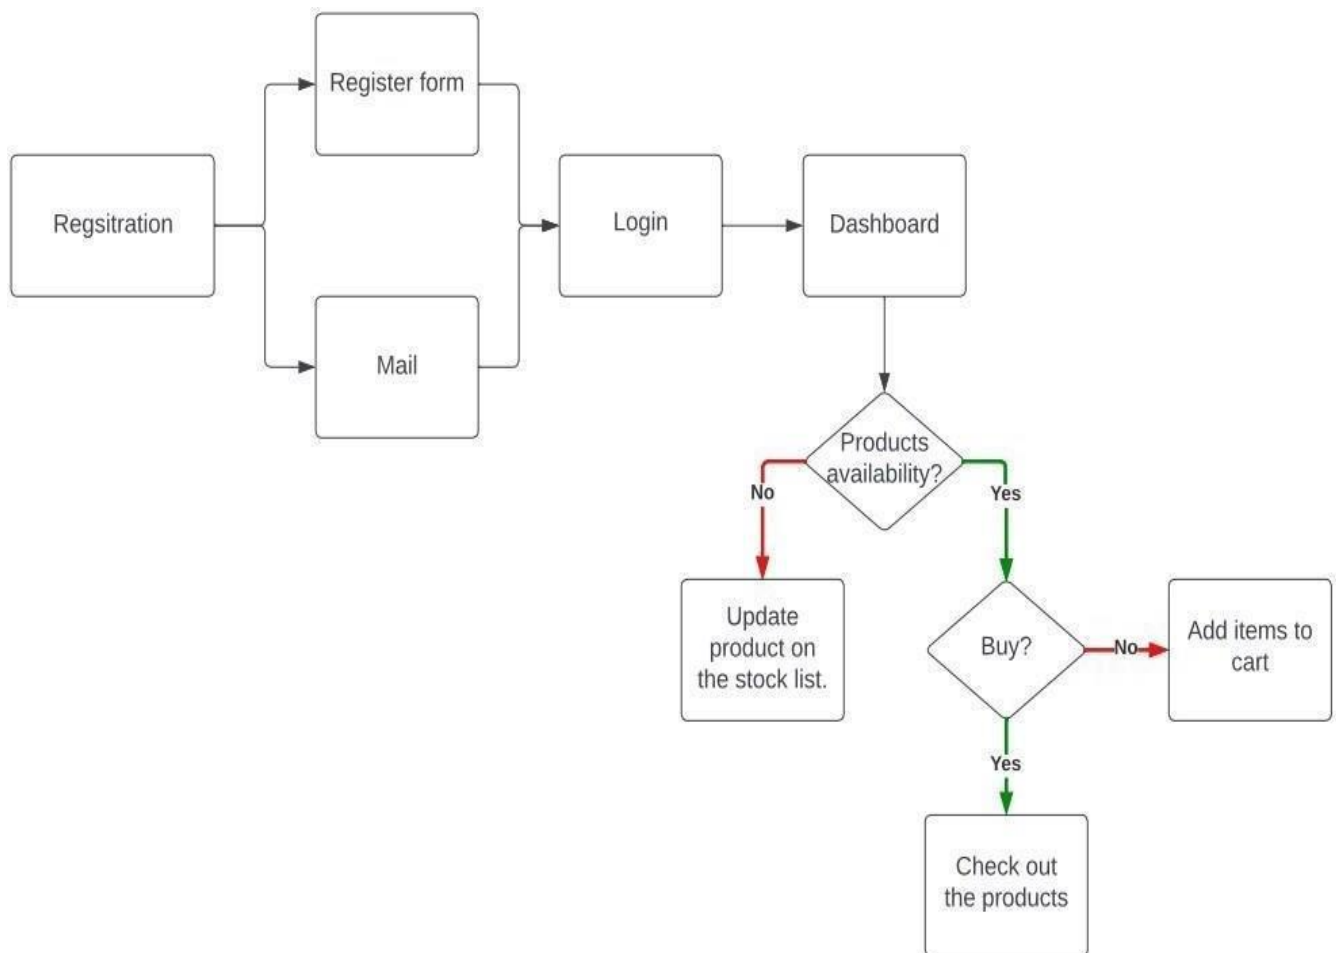 Register form
Regsitration
Login
Dashboard
Mail
Products
availability?
No
Yes
Update
product on
the stock list.
Buy?
No
Add items to
cart
Yes
Check out
the products